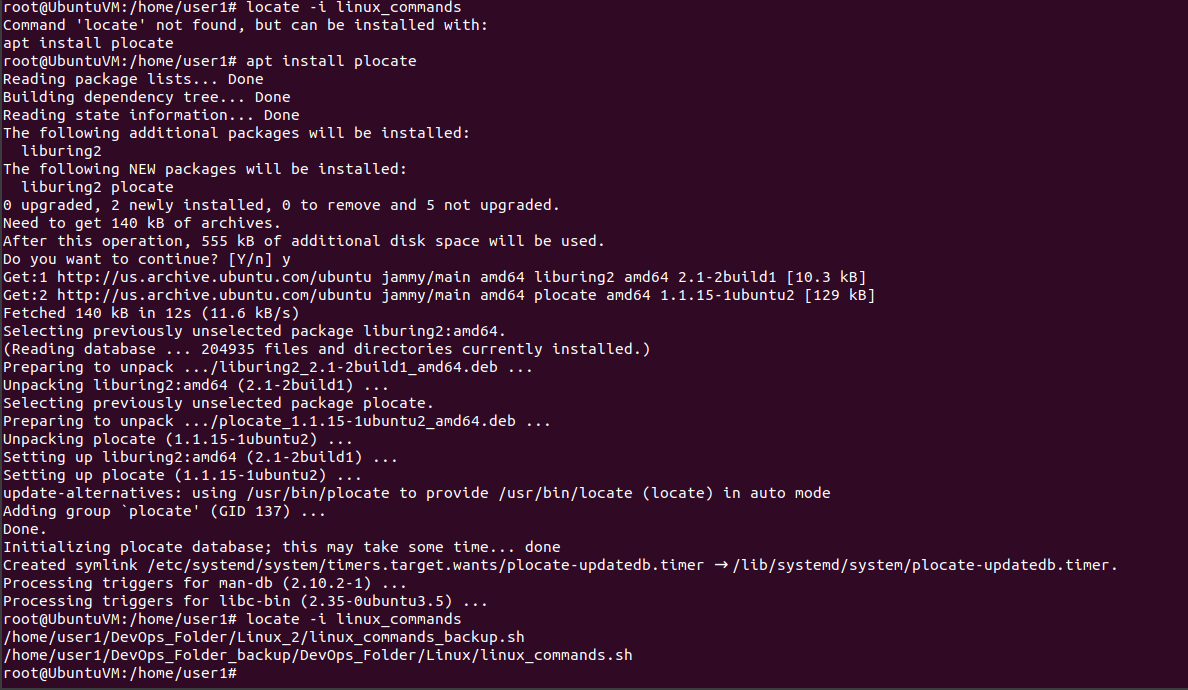 root@UbuntuVM:/home/user1# locate -i linux_commands
Command 'locate' not found, but can be installed with:
apt install plocate
root@UbuntuVM:/home/user1# apt install plocate
Reading package lists... Done
Building dependency tree... Done
Reading state information... Done
The following additional packages will be installed:
  liburing2
The following NEW packages will be installed:
  liburing2 plocate
0 upgraded, 2 newly installed, 0 to remove and 5 not upgraded.
Need to get 140 kB of archives.
After this operation, 555 kB of additional disk space will be used.
Do you want to continue? [Y/n] y
Get:1 http://us.archive.ubuntu.com/ubuntu jammy/main amd64 liburing2 amd64 2.1-2build1 [10.3 kB]
Get:2 http://us.archive.ubuntu.com/ubuntu jammy/main amd64 plocate amd64 1.1.15-1ubuntu2 [129 kB]
Fetched 140 kB in 12s (11.6 kB/s)
Selecting previously unselected package liburing2:amd64.
(Reading database ... 204935 files and directories currently installed.)
Preparing to unpack .../liburing2_2.1-2build1_amd64.deb ...
Unpacking liburing2:amd64 (2.1-2build1) ...
Selecting previously unselected package plocate.
Preparing to unpack .../plocate_1.1.15-1ubuntu2_amd64.deb ...
Unpacking plocate (1.1.15-1ubuntu2) ...
Setting up liburing2:amd64 (2.1-2build1) ...
Setting up plocate (1.1.15-1ubuntu2) ...
update-alternatives: using /usr/bin/plocate to provide /usr/bin/locate (locate) in auto mode
Adding group `plocate' (GID 137) ...
Done.
Initializing plocate database; this may take some time... done
Created symlink /etc/systemd/system/timers.target.wants/plocate-updatedb.timer → /lib/systemd/system/plocate-updatedb.timer.
Processing triggers for man-db (2.10.2-1) ...
Processing triggers for libc-bin (2.35-0ubuntu3.5) ...
root@UbuntuVM:/home/user1# locate -i linux_commands
/home/user1/DevOps_Folder/Linux_2/linux_commands_backup.sh
/home/user1/DevOps_Folder_backup/DevOps_Folder/Linux/linux_commands.sh
root@UbuntuVM:/home/user1#